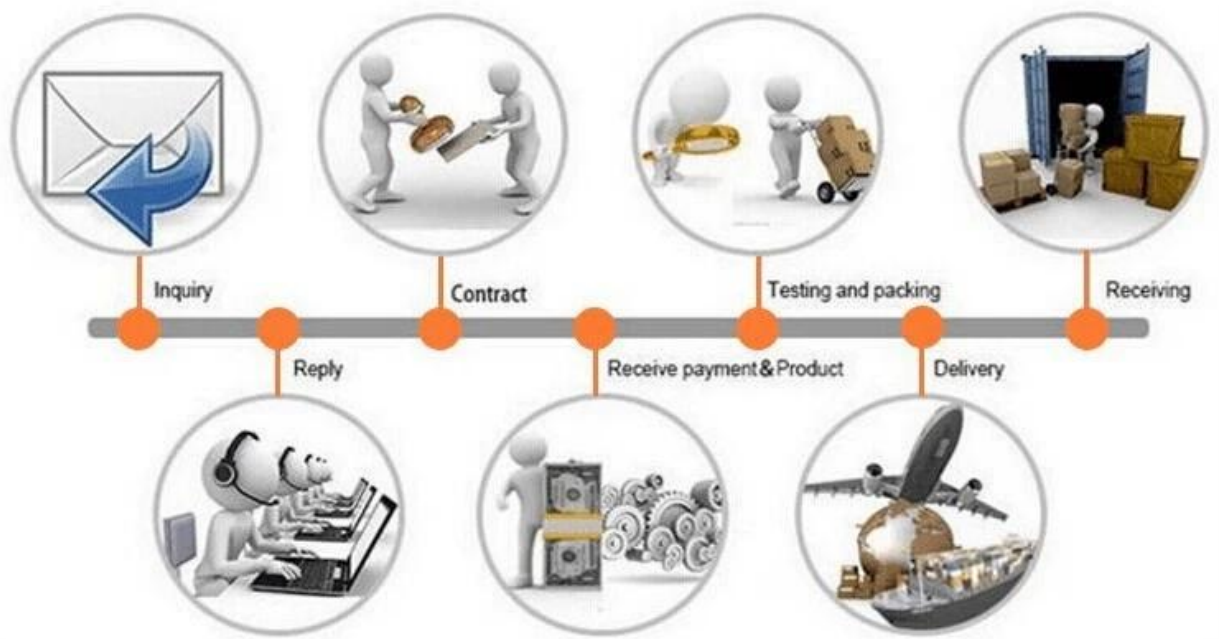 Inquiry
Reply
Contract
Receive payment & Product
Testing and packing
Delivery
Receiving